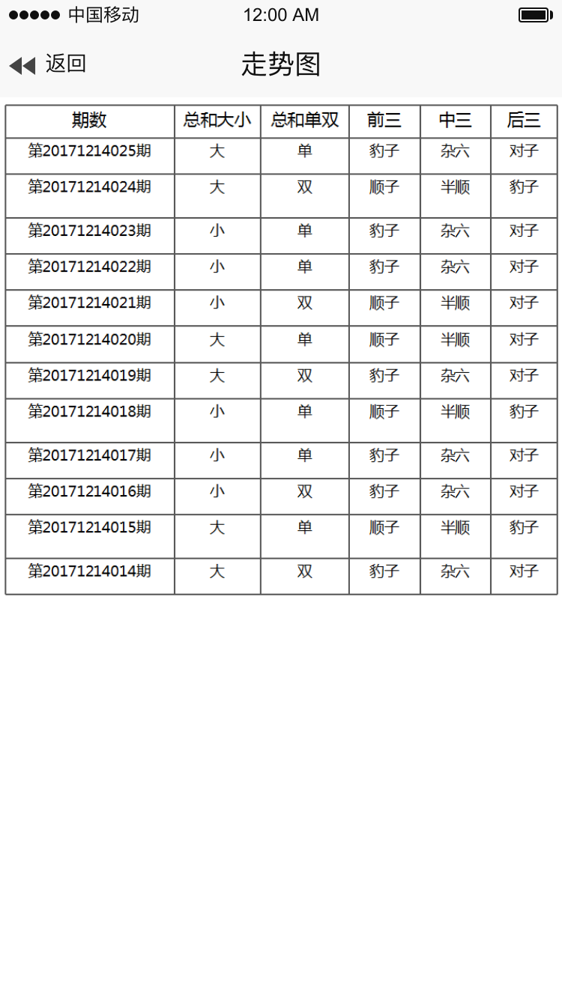 中国移动 12:00 AM
返回 走势图
期数 总和大小 总和单双 前三 中三 后三
第20171214025期 大 单 豹子 杂六 对子
第20171214024期 大 双 顺子 半顺 豹子
第20171214023期 小 单 豹子 杂六 对子
第20171214022期 小 单 豹子 杂六 对子
第20171214021期 小 双 顺子 半顺 对子
第20171214020期 大 单 顺子 半顺 对子
第20171214019期 大 双 豹子 杂六 对子
第20171214018期 小 单 顺子 半顺 豹子
第20171214017期 小 单 豹子 杂六 对子
第20171214016期 小 双 豹子 杂六 对子
第20171214015期 大 单 顺子 半顺 豹子
第20171214014期 大 双 豹子 杂六 对子